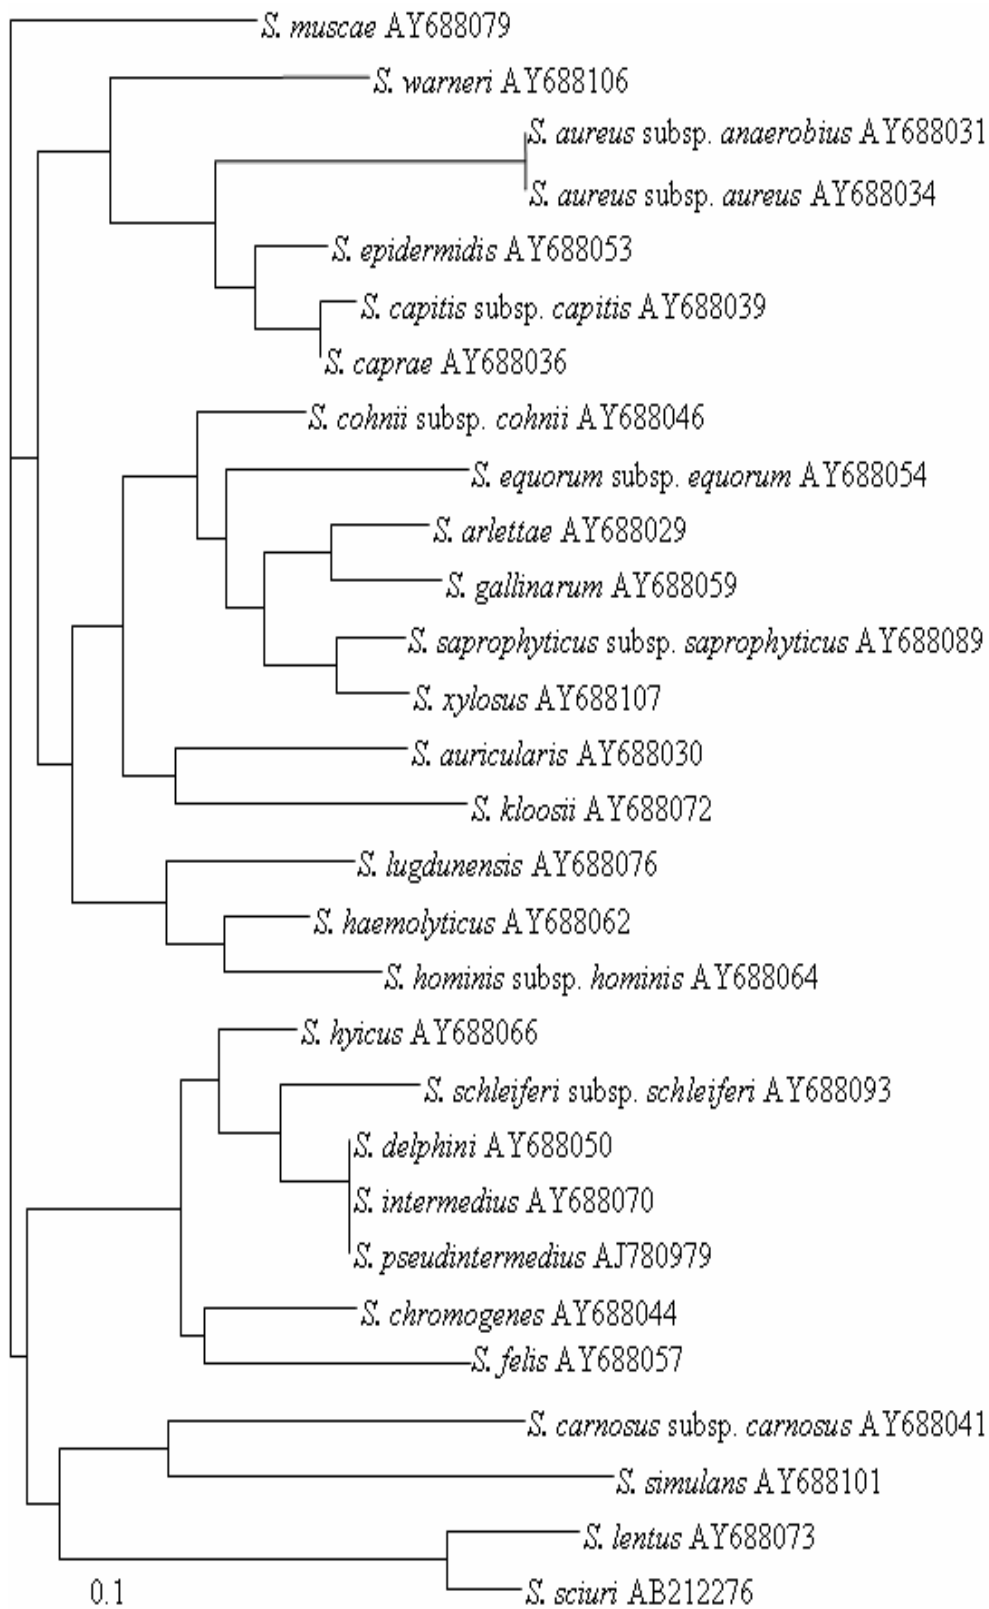 S. muscae AY688079
S. warneri AY688106
S. aureus subsp. anaerobius AY688031
S. aureus subsp. aureus AY688034
S. epidermidis AY688053
S. capitis subsp. capitis AY688039
S. caprae AY688036
S. cohnii subsp. cohnii AY688046
S. equorum subsp. equorum AY688054
S. arlettae AY688029
S. gallinarum AY688059
S. saprophyticus subsp. saprophyticus AY688089
S. xylosus AY688107
S. auricularis AY688030
S. kloosii AY688072
S. lugdunensis AY688076
S. haemolyticus AY688062
S. hominis subsp. hominis AY688064
S. hyicus AY688066
S. schleiferi subsp. schleiferi AY688093
S. delphini AY688050
S. intermedius AY688070
S. pseudintermedius AJ780979
S. chromogenes AY688044
S. felis AY688057
S. carnosus subsp. carnosus AY688041
S. simulans AY688101
S. lentus AY688073
S. sciuri AB212276
0.1